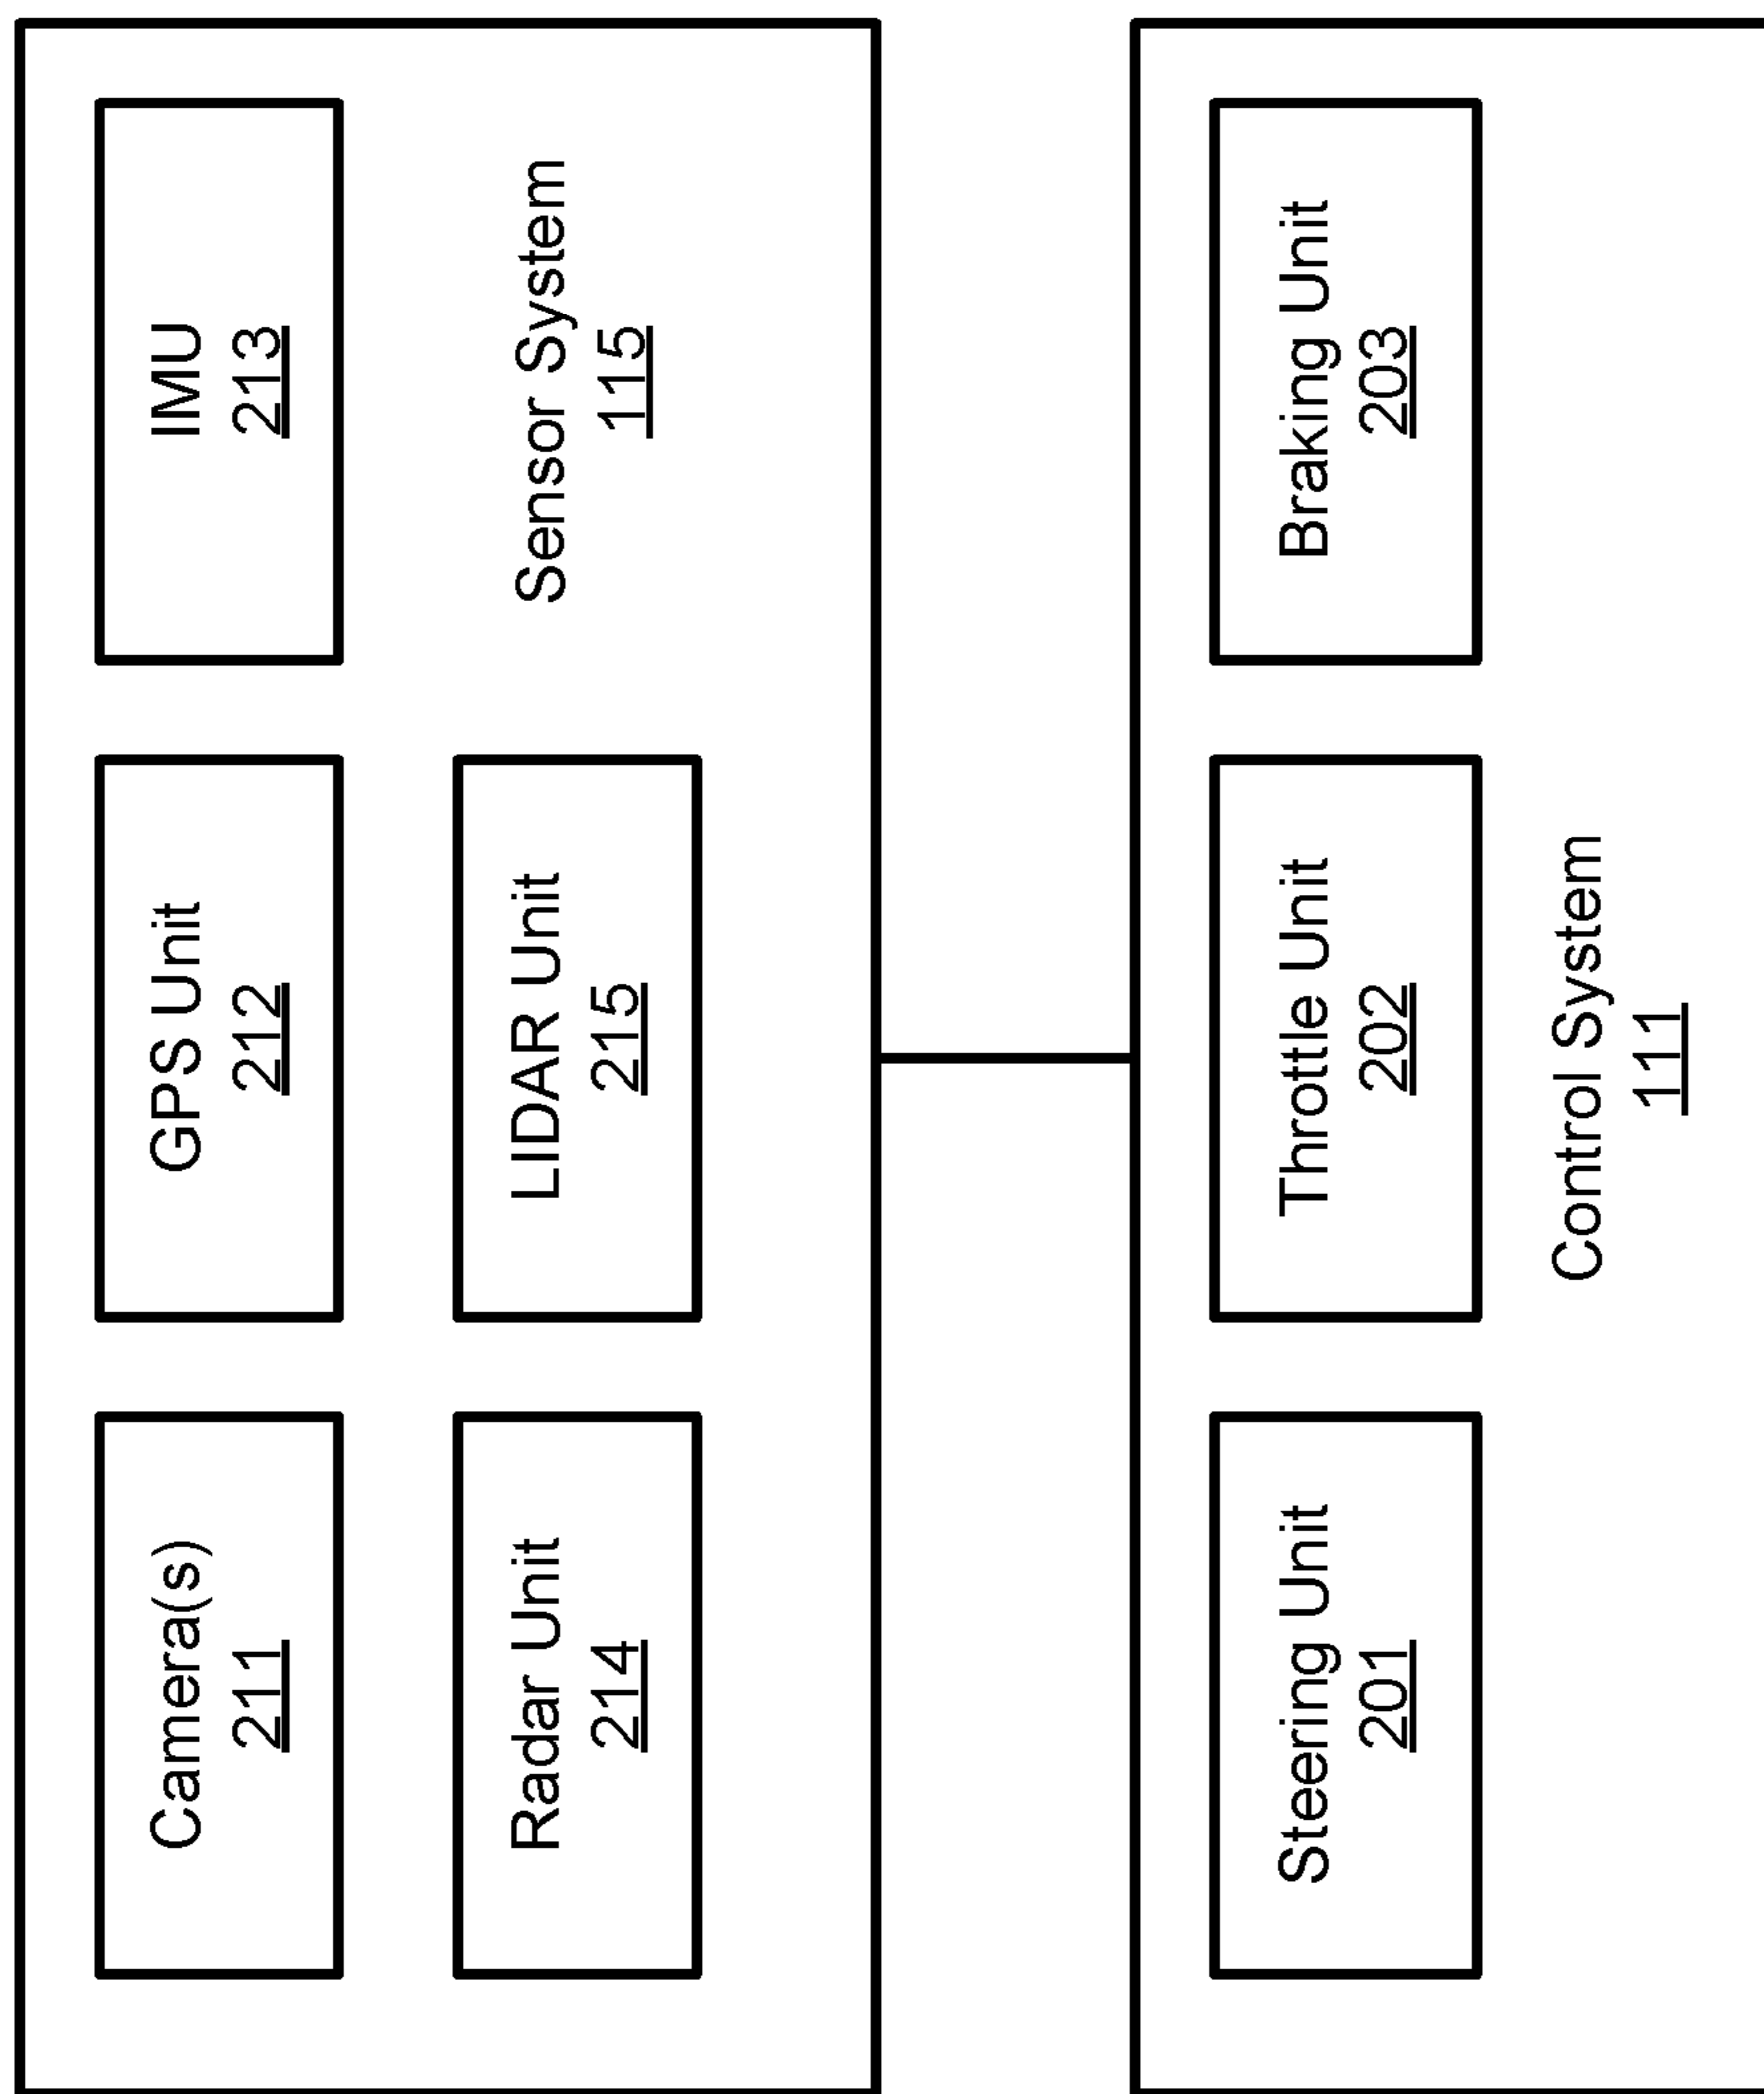 Camera(s)
211
GPS Unit
212
IMU
213
Radar Unit
214
LIDAR Unit
215
Sensor System
115
Steering Unit
201
Throttle Unit
202
Braking Unit
203
Control System
111